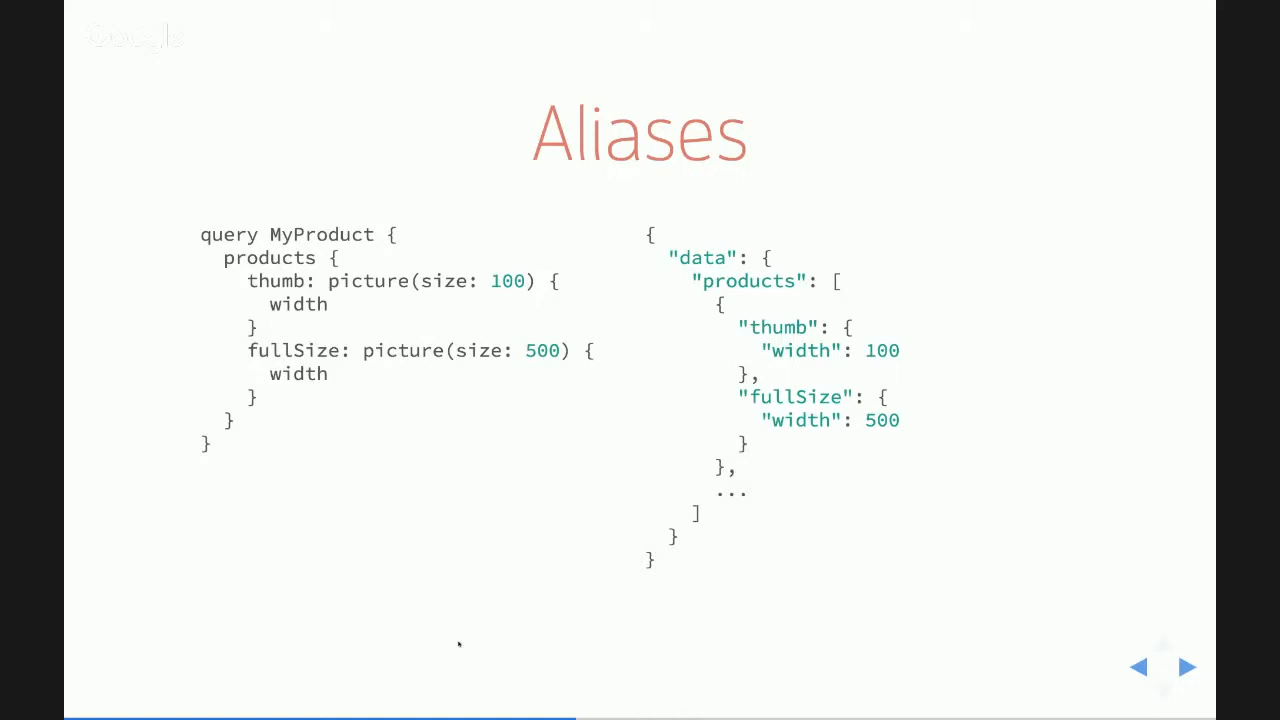 Google
Aliases
query MyProduct {
  products {
    thumb: picture(size: 100) {
      width
    }
    fullSize: picture(size: 500) {
      width
    }
  }
}
{
  "data": {
    "products": [
      {
        "thumb": {
          "width": 100
        },
        "fullSize": {
          "width": 500
        }
      },
      ...
    ]
  }
}